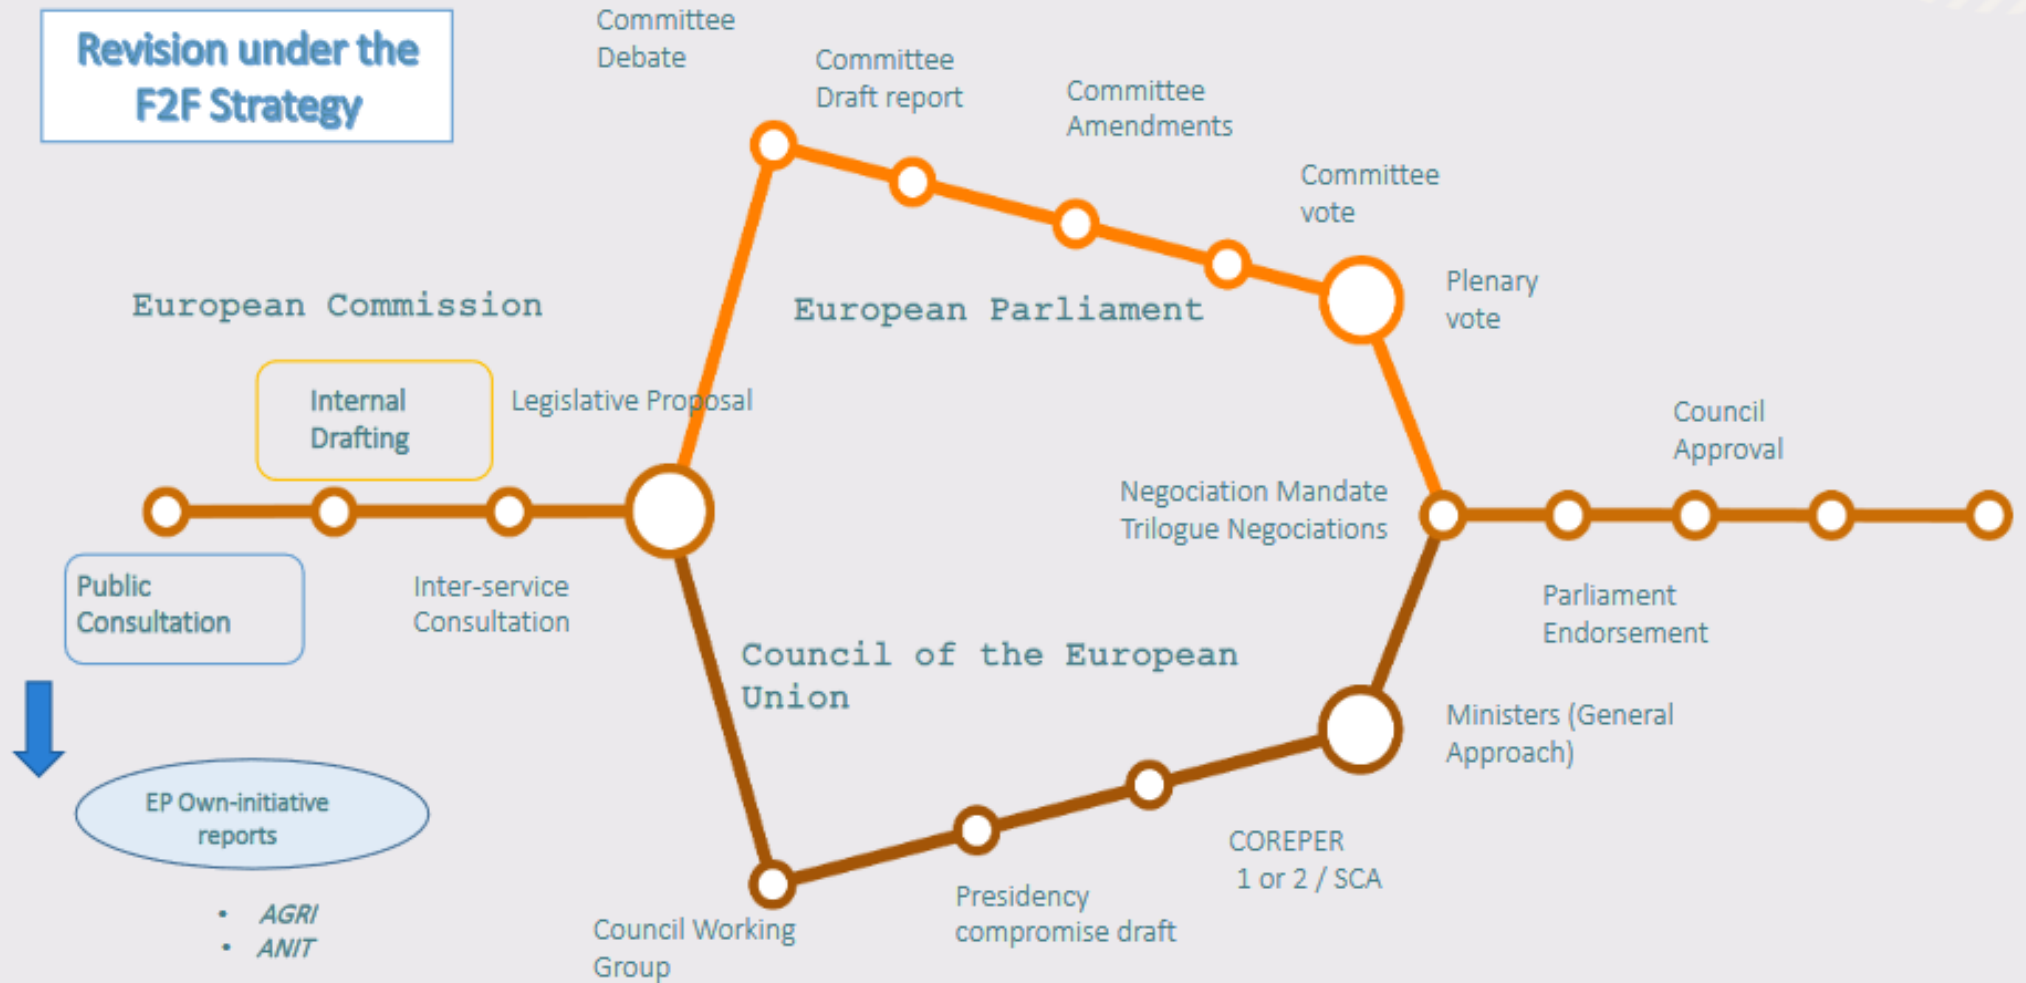 Revision under the
F2F Strategy
Committee
Debate
Committee
Draft report
Committee
Amendments
Committee
vote
Plenary
vote
European Commission
European Parliament
Internal
Drafting
Legislative Proposal
Council
Approval
Negociation Mandate
Trilogue Negociations
Public
Consultation
Inter-service
Consultation
Parliament
Endorsement
Council of the European
Union
Ministers (General
Approach)
EP Own-initiative
reports
• AGRI
• ANIT
COREPER
1 or 2 / SCA
Presidency
compromise draft
Council Working
Group